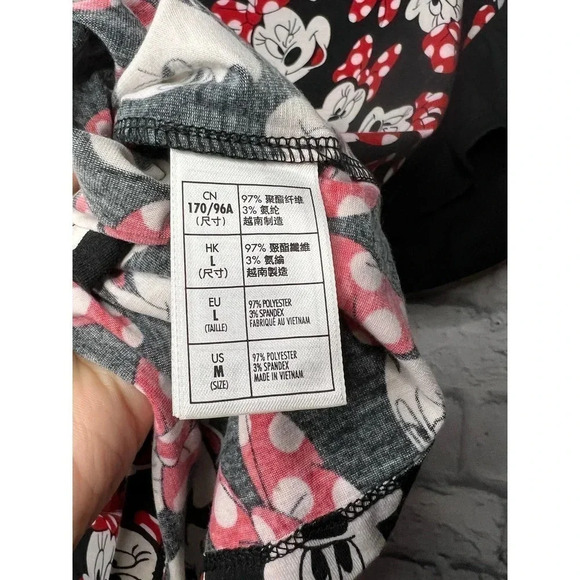 CN
170/96A
(尺寸)
97% 聚酯纤维
3% 氨纶
越南制造
HK
L
(尺寸)
97% 聚酯纖維
3% 氨綸
越南製造
EU
L
(TAILLE)
97% POLYESTER
3% SPANDEX
FABRIQUÉ AU VIETNAM
US
M
(SIZE)
97% POLYESTER
3% SPANDEX
MADE IN VIETNAM